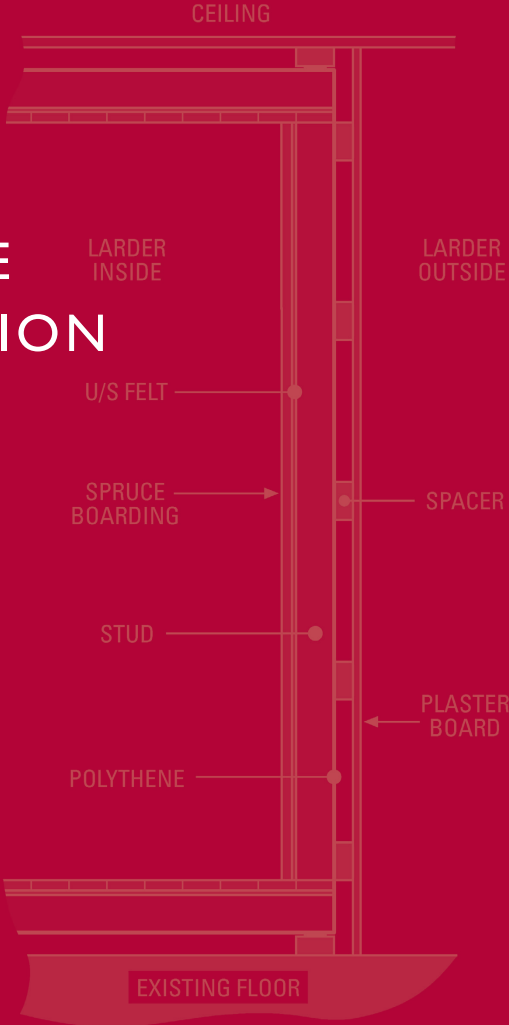 CEILING
E
LARDER
INSIDE
LARDER
OUTSIDE
ION
U/S FELT
SPRUCE
BOARDING
SPACER
STUD
PLASTER
BOARD
POLYTHENE
EXISTING FLOOR